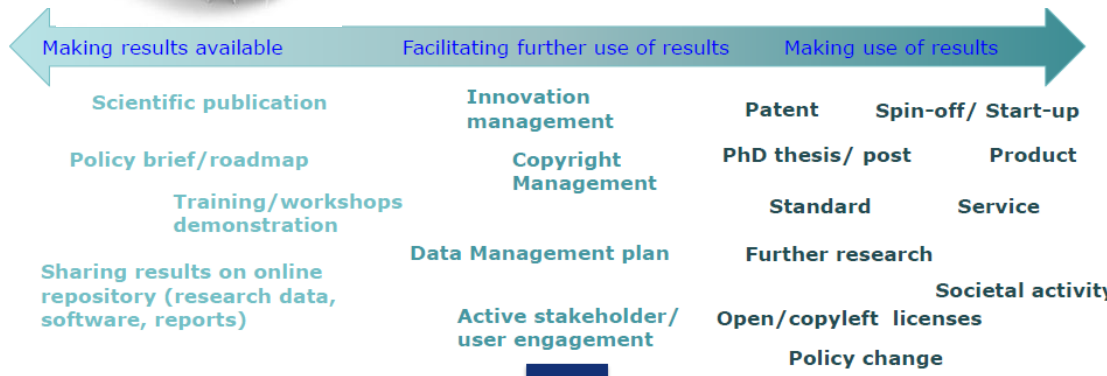 Making results available
Facilitating further use of results
Making use of results
Scientific publication
Policy brief/roadmap
Training/workshops
demonstration
Sharing results on online
repository (research data,
software, reports)
Innovation
management
Copyright
Management
Data Management plan
Active stakeholder/
user engagement
Patent
Spin-off/ Start-up
PhD thesis/ post
Product
Standard
Service
Further research
Societal activity
Open/copyleft licenses
Policy change